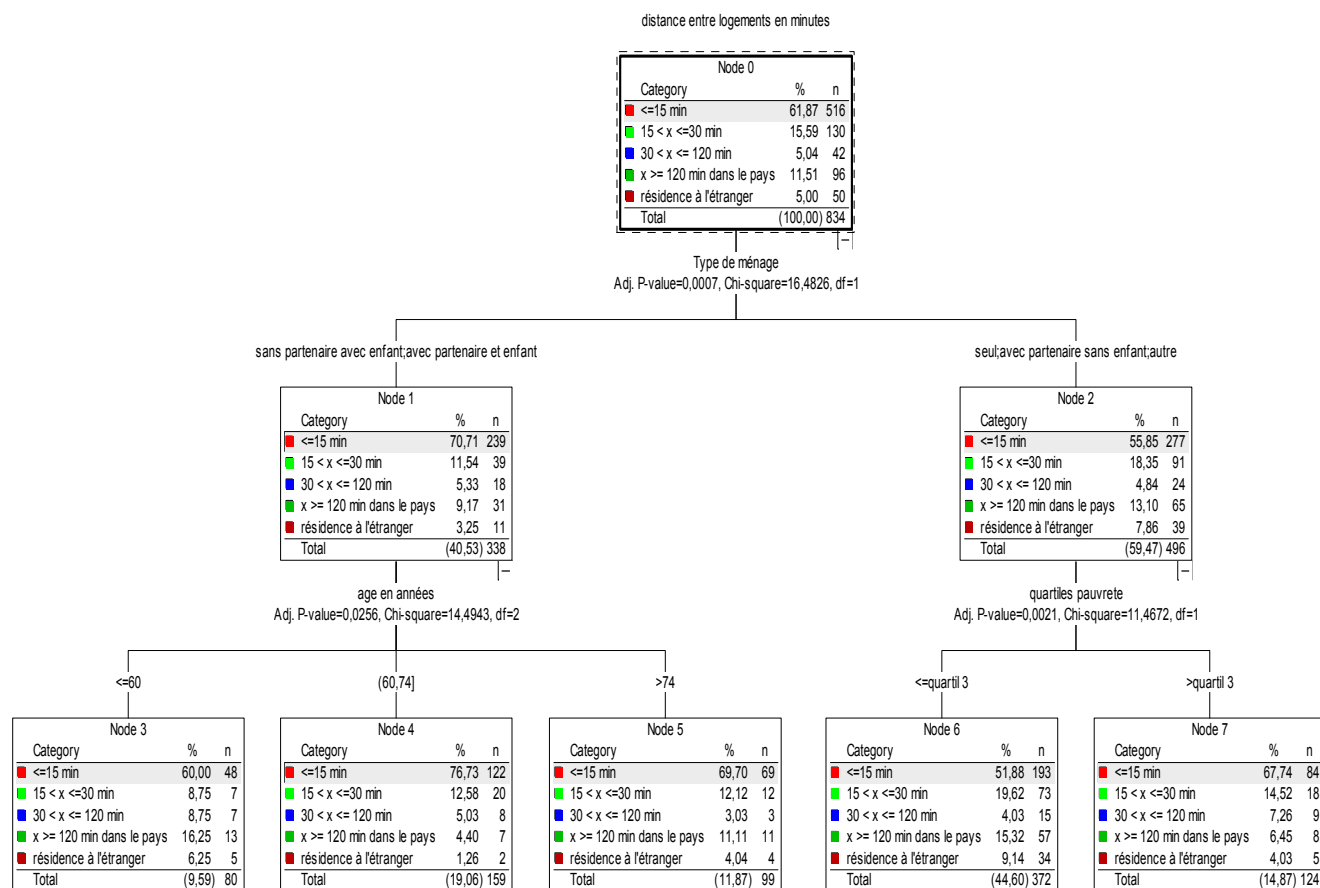 distance entre logements en minutes
Node 0
Category % n
<=15 min 61,87 516
15 < x <=30 min 15,59 130
30 < x <= 120 min 5,04 42
x >= 120 min dans le pays 11,51 96
résidence à l'étranger 5,00 50
Total (100,00) 834
Type de ménage
Adj. P-value=0,0007, Chi-square=16,4826, df=1
sans partenaire avec enfant;avec partenaire et enfant
seul;avec partenaire sans enfant;autre
Node 1
Category % n
<=15 min 70,71 239
15 < x <=30 min 11,54 39
30 < x <= 120 min 5,33 18
x >= 120 min dans le pays 9,17 31
résidence à l'étranger 3,25 11
Total (40,53) 338
Node 2
Category % n
<=15 min 55,85 277
15 < x <=30 min 18,35 91
30 < x <= 120 min 4,84 24
x >= 120 min dans le pays 13,10 65
résidence à l'étranger 7,86 39
Total (59,47) 496
age en années
Adj. P-value=0,0256, Chi-square=14,4943, df=2
quartiles pauvrete
Adj. P-value=0,0021, Chi-square=11,4672, df=1
<=60
(60,74]
>74
<=quartil 3
>quartil 3
Node 3
Category % n
<=15 min 60,00 48
15 < x <=30 min 8,75 7
30 < x <= 120 min 8,75 7
x >= 120 min dans le pays 16,25 13
résidence à l'étranger 6,25 5
Total (9,59) 80
Node 4
Category % n
<=15 min 76,73 122
15 < x <=30 min 12,58 20
30 < x <= 120 min 5,03 8
x >= 120 min dans le pays 4,40 7
résidence à l'étranger 1,26 2
Total (19,06) 159
Node 5
Category % n
<=15 min 69,70 69
15 < x <=30 min 12,12 12
30 < x <= 120 min 3,03 3
x >= 120 min dans le pays 11,11 11
résidence à l'étranger 4,04 4
Total (11,87) 99
Node 6
Category % n
<=15 min 51,88 193
15 < x <=30 min 19,62 73
30 < x <= 120 min 4,03 15
x >= 120 min dans le pays 15,32 57
résidence à l'étranger 9,14 34
Total (44,60) 372
Node 7
Category % n
<=15 min 67,74 84
15 < x <=30 min 14,52 18
30 < x <= 120 min 7,26 9
x >= 120 min dans le pays 6,45 8
résidence à l'étranger 4,03 5
Total (14,87) 124